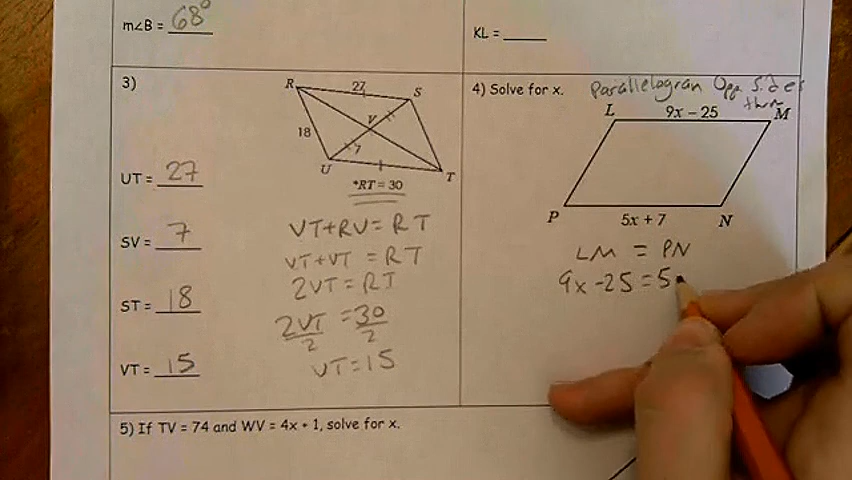 m∠B = 68°
KL = ____
3)
R 27 S
18 V
7
U T
*RT = 30
UT = 27
SV = 7
ST = 18
VT = 15
VT + RV = RT
VT + VT = RT
2VT = RT
2VT = 30
2 2
VT = 15
4) Solve for x.
Parallelogram Opp Sides
thm
L 9x – 25 M
P 5x + 7 N
LM = PN
9x - 25 = 5
5) If TV = 74 and WV = 4x + 1, solve for x.